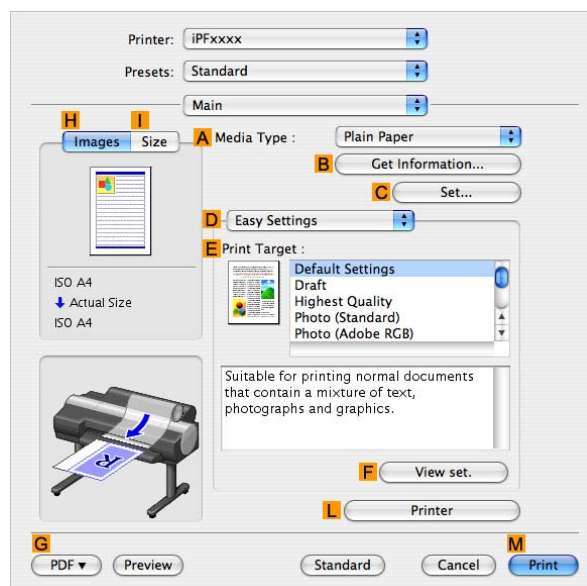 Printer: iPFxxxx
Presets: Standard
Main
H I
Images Size
A Media Type : Plain Paper
B Get Information...
C Set...
D Easy Settings
E Print Target :
Default Settings
Draft
Highest Quality
Photo (Standard)
Photo (Adobe RGB)
ISO A4
Actual Size
ISO A4
Suitable for printing normal documents
that contain a mixture of text,
photographs and graphics.
F View set.
L Printer
G M
PDF Preview Standard Cancel Print